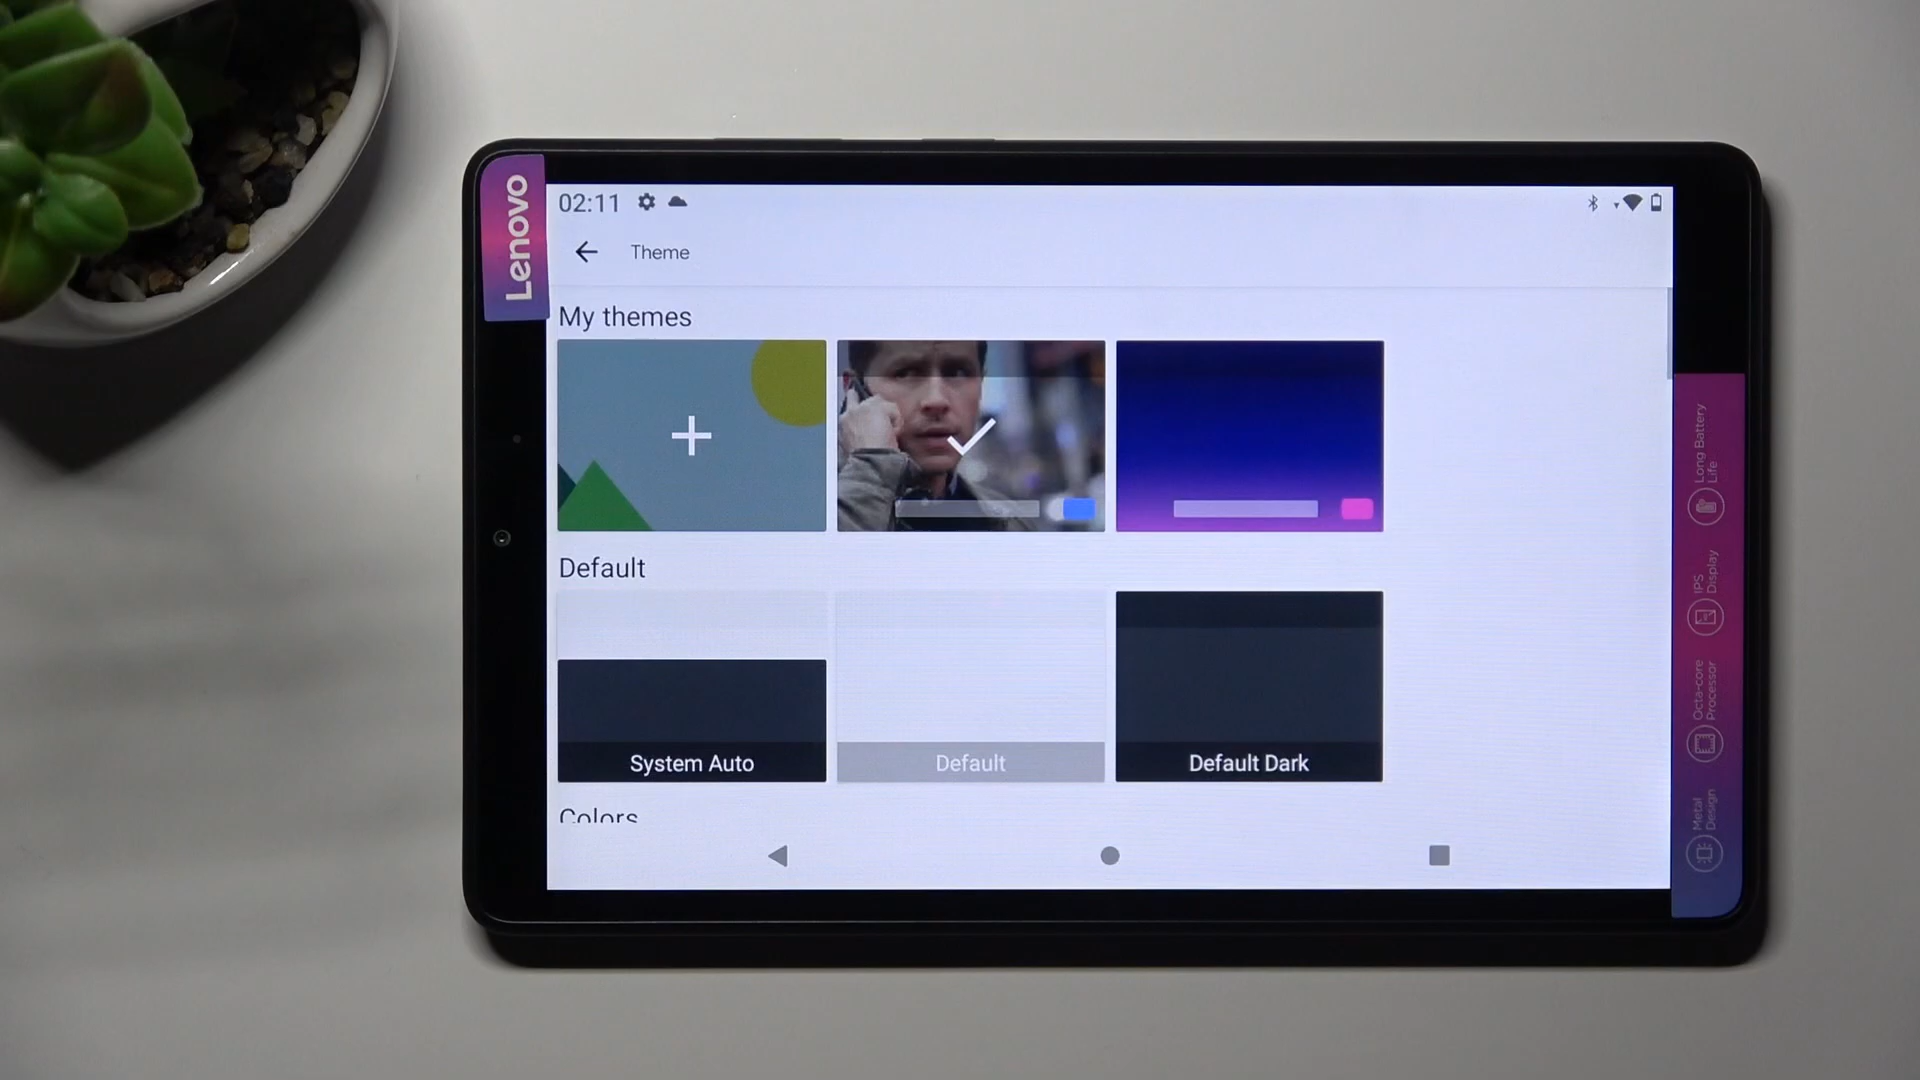 Lenovo
02:11
Theme
My themes
Default
System Auto
Default
Default Dark
Colors
Long Battery
Life
IPS
Display
Octa-core
Processor
Metal
Design